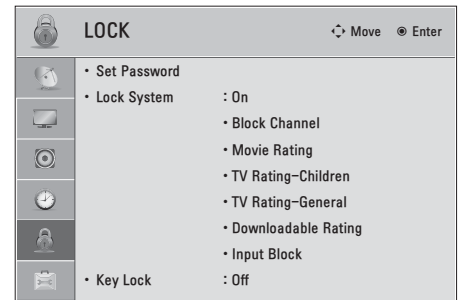 LOCK Move Enter
• Set Password
• Lock System : On
• Block Channel
• Movie Rating
• TV Rating-Children
• TV Rating-General
• Downloadable Rating
• Input Block
• Key Lock : Off